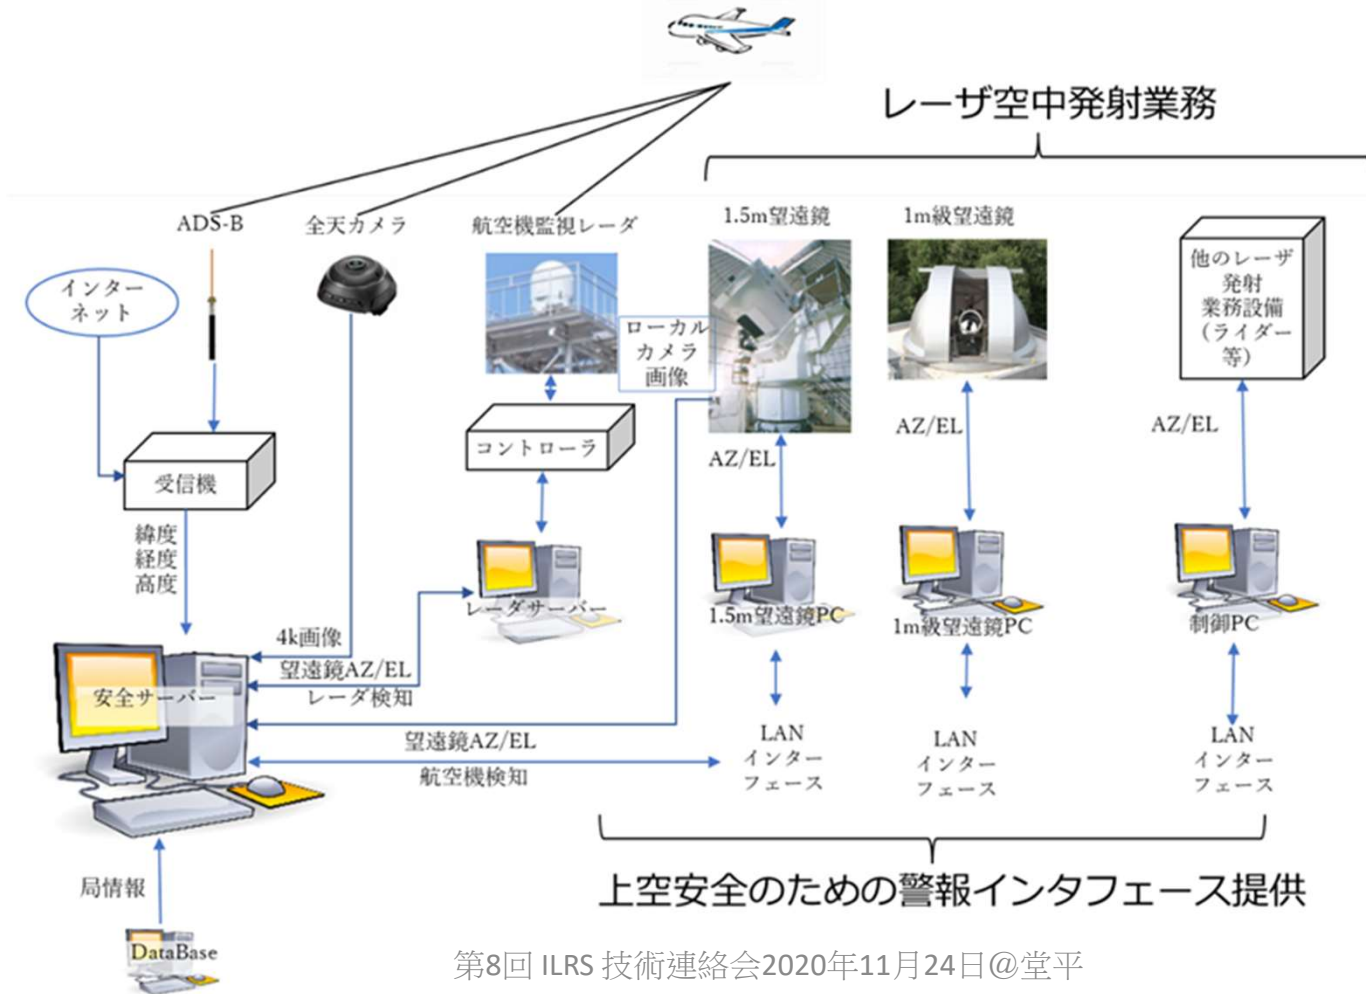 レーザ空中発射業務
ADS-B
全天カメラ
航空機監視レーダ
1.5m望遠鏡
1m級望遠鏡
インター
ネット
ローカル
カメラ
画像
他のレーザ
発射
業務設備
（ライダー
等）
受信機
コントローラ
AZ/EL
AZ/EL
AZ/EL
緯度
経度
高度
レーダサーバー
1.5m望遠鏡PC
1m級望遠鏡PC
制御PC
4k画像
望遠鏡AZ/EL
レーダ検知
安全サーバー
望遠鏡AZ/EL
航空機検知
LAN
インター
フェース
LAN
インター
フェース
LAN
インター
フェース
局情報
上空安全のための警報インタフェース提供
DataBase
第8回 ILRS 技術連絡会2020年11月24日@堂平